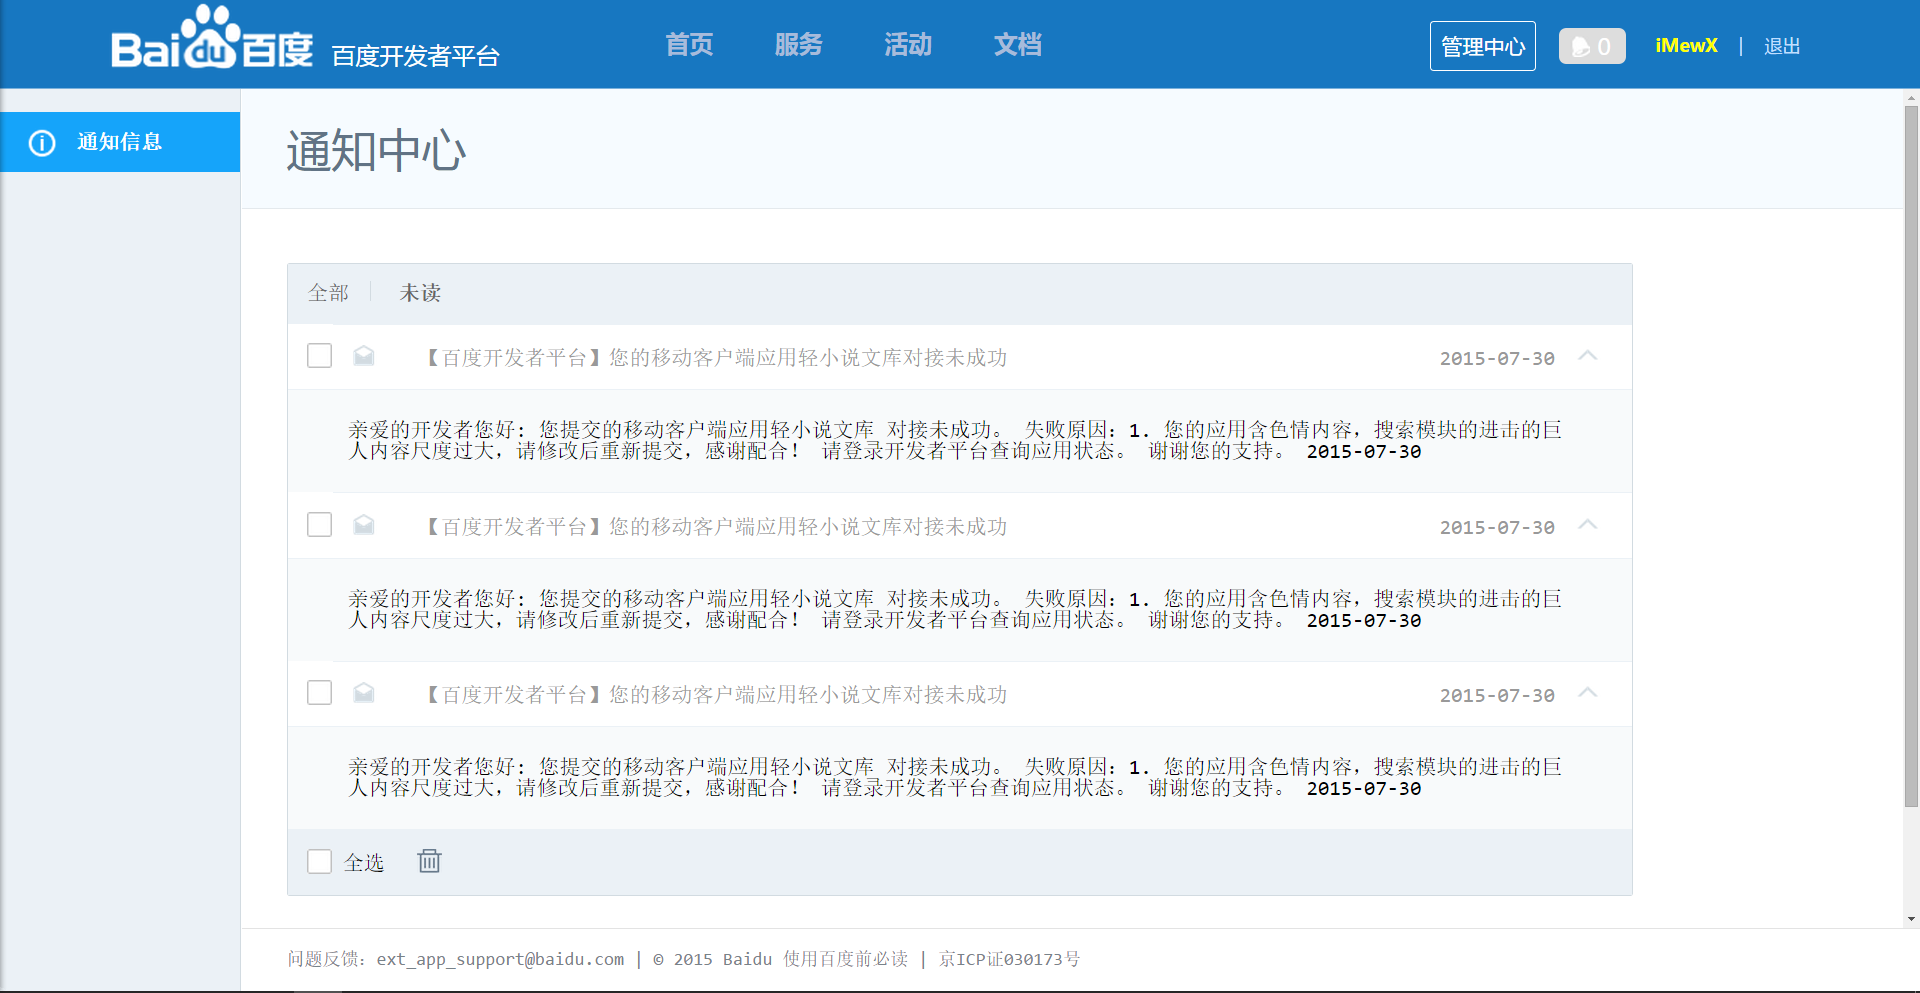 Bai du 百度 百度开发者平台 首页 服务 活动 文档 管理中心 0 iMewX | 退出
通知信息
通知中心
全部 未读
【百度开发者平台】您的移动客户端应用轻小说文库对接未成功 2015-07-30
亲爱的开发者您好: 您提交的移动客户端应用轻小说文库 对接未成功。 失败原因: 1. 您的应用含色情内容，搜索模块的进击的巨
人内容尺度过大，请修改后重新提交，感谢配合！ 请登录开发者平台查询应用状态。 谢谢您的支持。 2015-07-30
【百度开发者平台】您的移动客户端应用轻小说文库对接未成功 2015-07-30
亲爱的开发者您好: 您提交的移动客户端应用轻小说文库 对接未成功。 失败原因: 1. 您的应用含色情内容，搜索模块的进击的巨
人内容尺度过大，请修改后重新提交，感谢配合！ 请登录开发者平台查询应用状态。 谢谢您的支持。 2015-07-30
【百度开发者平台】您的移动客户端应用轻小说文库对接未成功 2015-07-30
亲爱的开发者您好: 您提交的移动客户端应用轻小说文库 对接未成功。 失败原因: 1. 您的应用含色情内容，搜索模块的进击的巨
人内容尺度过大，请修改后重新提交，感谢配合！ 请登录开发者平台查询应用状态。 谢谢您的支持。 2015-07-30
全选
问题反馈: ext_app_support@baidu.com | © 2015 Baidu 使用百度前必读 | 京ICP证030173号